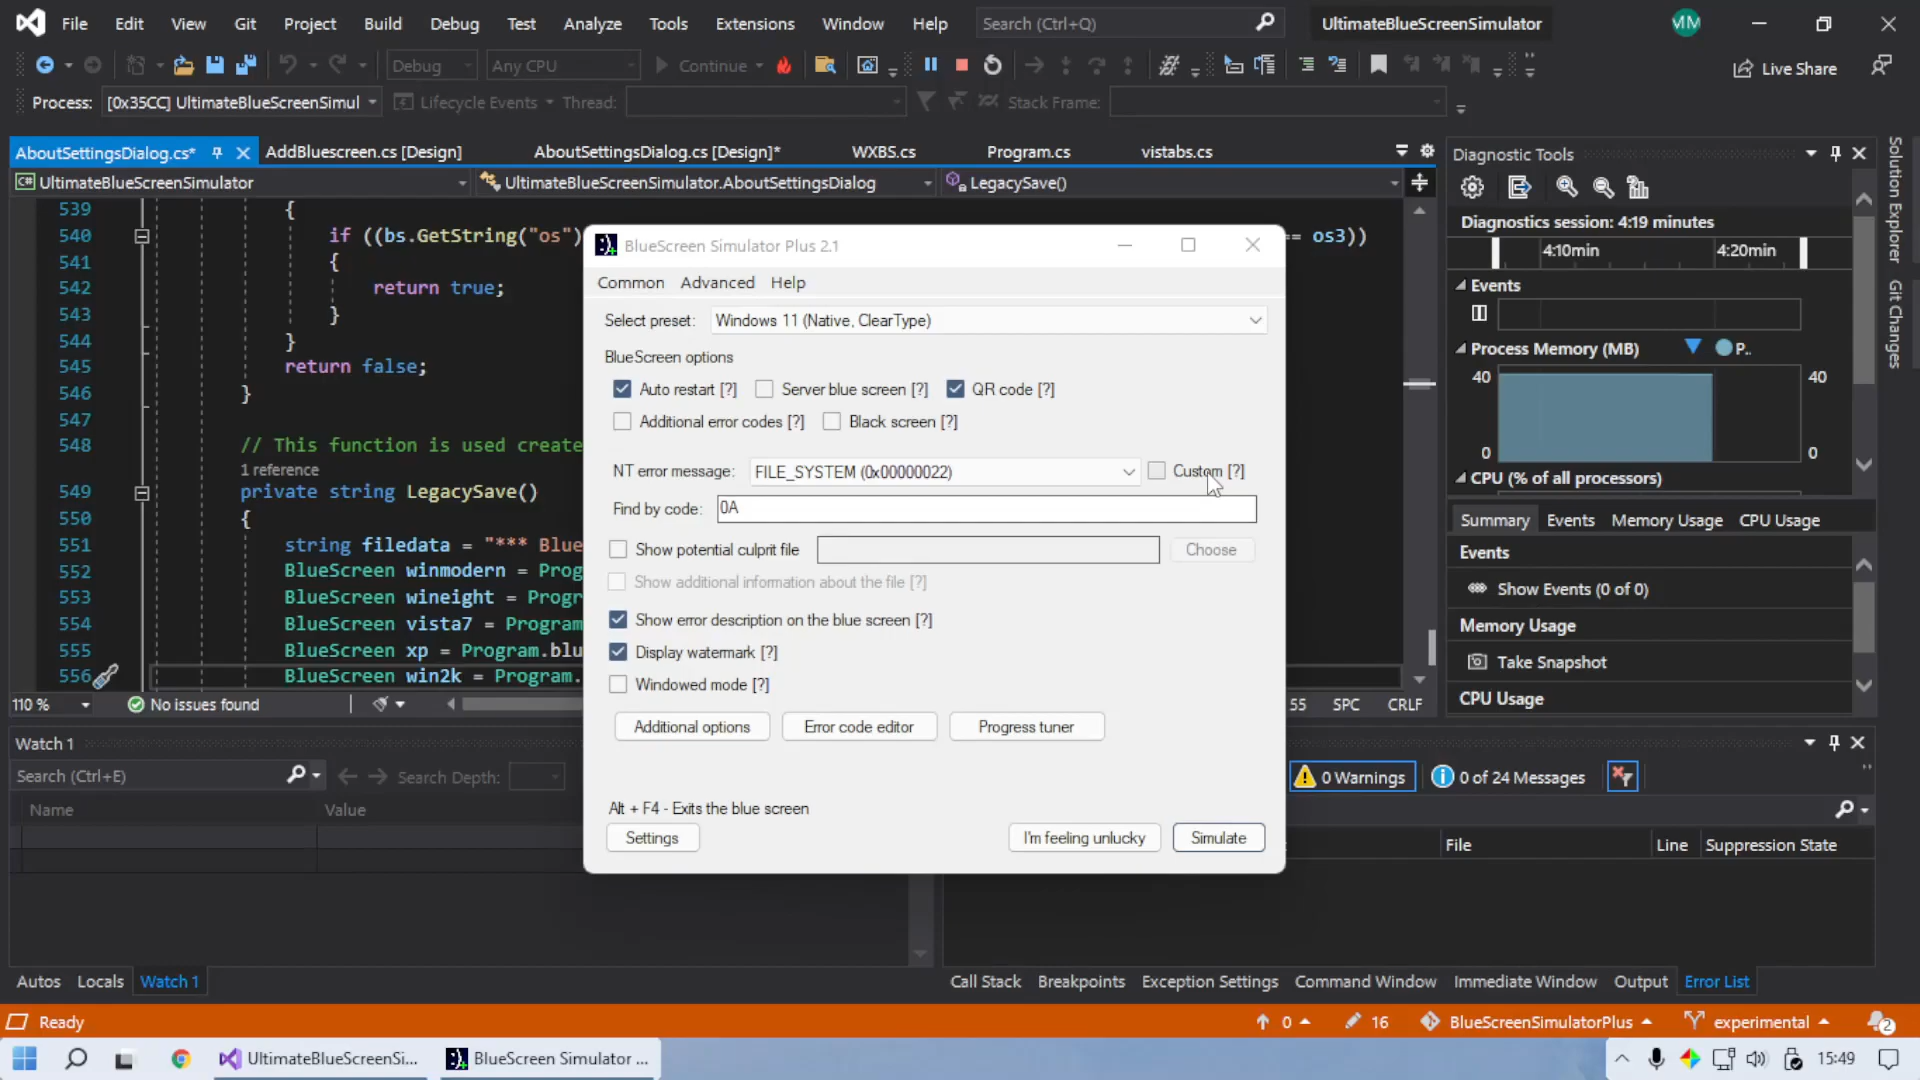 File Edit View Git Project Build Debug Test Analyze Tools Extensions Window Help Search (Ctrl+Q) UltimateBlueScreenSimulator MM
Debug Any CPU Continue Live Share
Process: [0x35CC] UltimateBlueScreenSimul Lifecycle Events Thread: Stack Frame:
AboutSettingsDialog.cs* AddBluescreen.cs [Design] AboutSettingsDialog.cs [Design]* WXBS.cs Program.cs vistabs.cs
UltimateBlueScreenSimulator UltimateBlueScreenSimulator.AboutSettingsDialog LegacySave()
539 {
540 if ((bs.GetString("os") == os3))
541 {
542 return true;
543 }
544 }
545 return false;
546 }
547
548 // This function is used create
1 reference
549 private string LegacySave()
550 {
551 string filedata = "*** Blue
552 BlueScreen winmodern = Prog
553 BlueScreen wineight = Progr
554 BlueScreen vista7 = Program
555 BlueScreen xp = Program.blu
556 BlueScreen win2k = Program.
110 % No issues found 55 SPC CRLF
BlueScreen Simulator Plus 2.1
Common Advanced Help
Select preset: Windows 11 (Native, ClearType)
BlueScreen options
Auto restart [?] Server blue screen [?] QR code [?]
Additional error codes [?] Black screen [?]
NT error message: FILE_SYSTEM (0x00000022) Custom [?]
Find by code: 0A
Show potential culprit file Choose
Show additional information about the file [?]
Show error description on the blue screen [?]
Display watermark [?]
Windowed mode [?]
Additional options Error code editor Progress tuner
Alt + F4 - Exits the blue screen
Settings I'm feeling unlucky Simulate
Diagnostic Tools
Diagnostics session: 4:19 minutes
4:10min 4:20min
Events
Process Memory (MB) P..
40 40
0 0
CPU (% of all processors)
Summary Events Memory Usage CPU Usage
Events
Show Events (0 of 0)
Memory Usage
Take Snapshot
CPU Usage
Solution Explorer
Git Changes
Watch 1
Search (Ctrl+E) Search Depth:
Name Value
0 Warnings 0 of 24 Messages
File Line Suppression State
Autos Locals Watch 1
Call Stack Breakpoints Exception Settings Command Window Immediate Window Output Error List
Ready 0 16 BlueScreenSimulatorPlus experimental 2
UltimateBlueScreenSi... BlueScreen Simulator ... 15:49